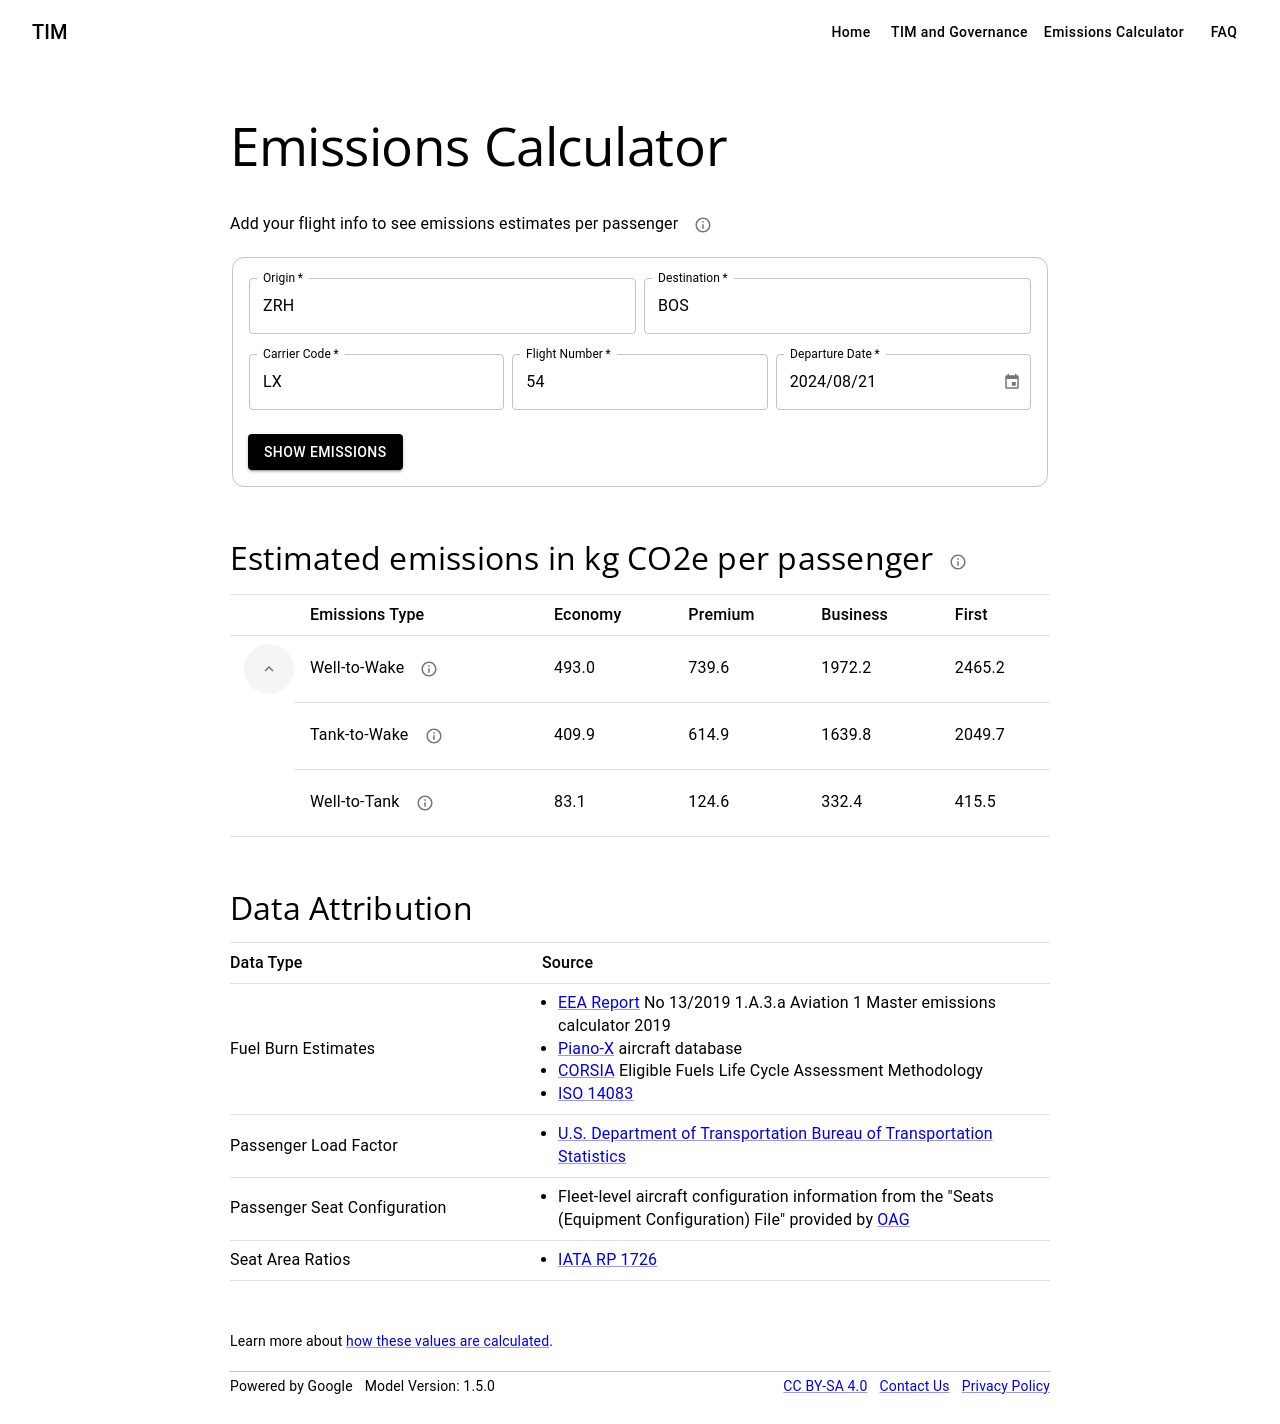 TIM
Home TIM and Governance Emissions Calculator FAQ
Emissions Calculator
Add your flight info to see emissions estimates per passenger
Origin *
Destination *
ZRH
BOS
Carrier Code *
Flight Number *
Departure Date *
LX
54
2024/08/21
SHOW EMISSIONS
Estimated emissions in kg CO2e per passenger
Emissions Type Economy Premium Business First
Well-to-Wake 493.0 739.6 1972.2 2465.2
Tank-to-Wake 409.9 614.9 1639.8 2049.7
Well-to-Tank 83.1 124.6 332.4 415.5
Data Attribution
Data Type Source
Fuel Burn Estimates
• EEA Report No 13/2019 1.A.3.a Aviation 1 Master emissions
calculator 2019
• Piano-X aircraft database
• CORSIA Eligible Fuels Life Cycle Assessment Methodology
• ISO 14083
Passenger Load Factor
• U.S. Department of Transportation Bureau of Transportation
Statistics
Passenger Seat Configuration
• Fleet-level aircraft configuration information from the "Seats
(Equipment Configuration) File" provided by OAG
Seat Area Ratios
• IATA RP 1726
Learn more about how these values are calculated.
Powered by Google Model Version: 1.5.0 CC BY-SA 4.0 Contact Us Privacy Policy